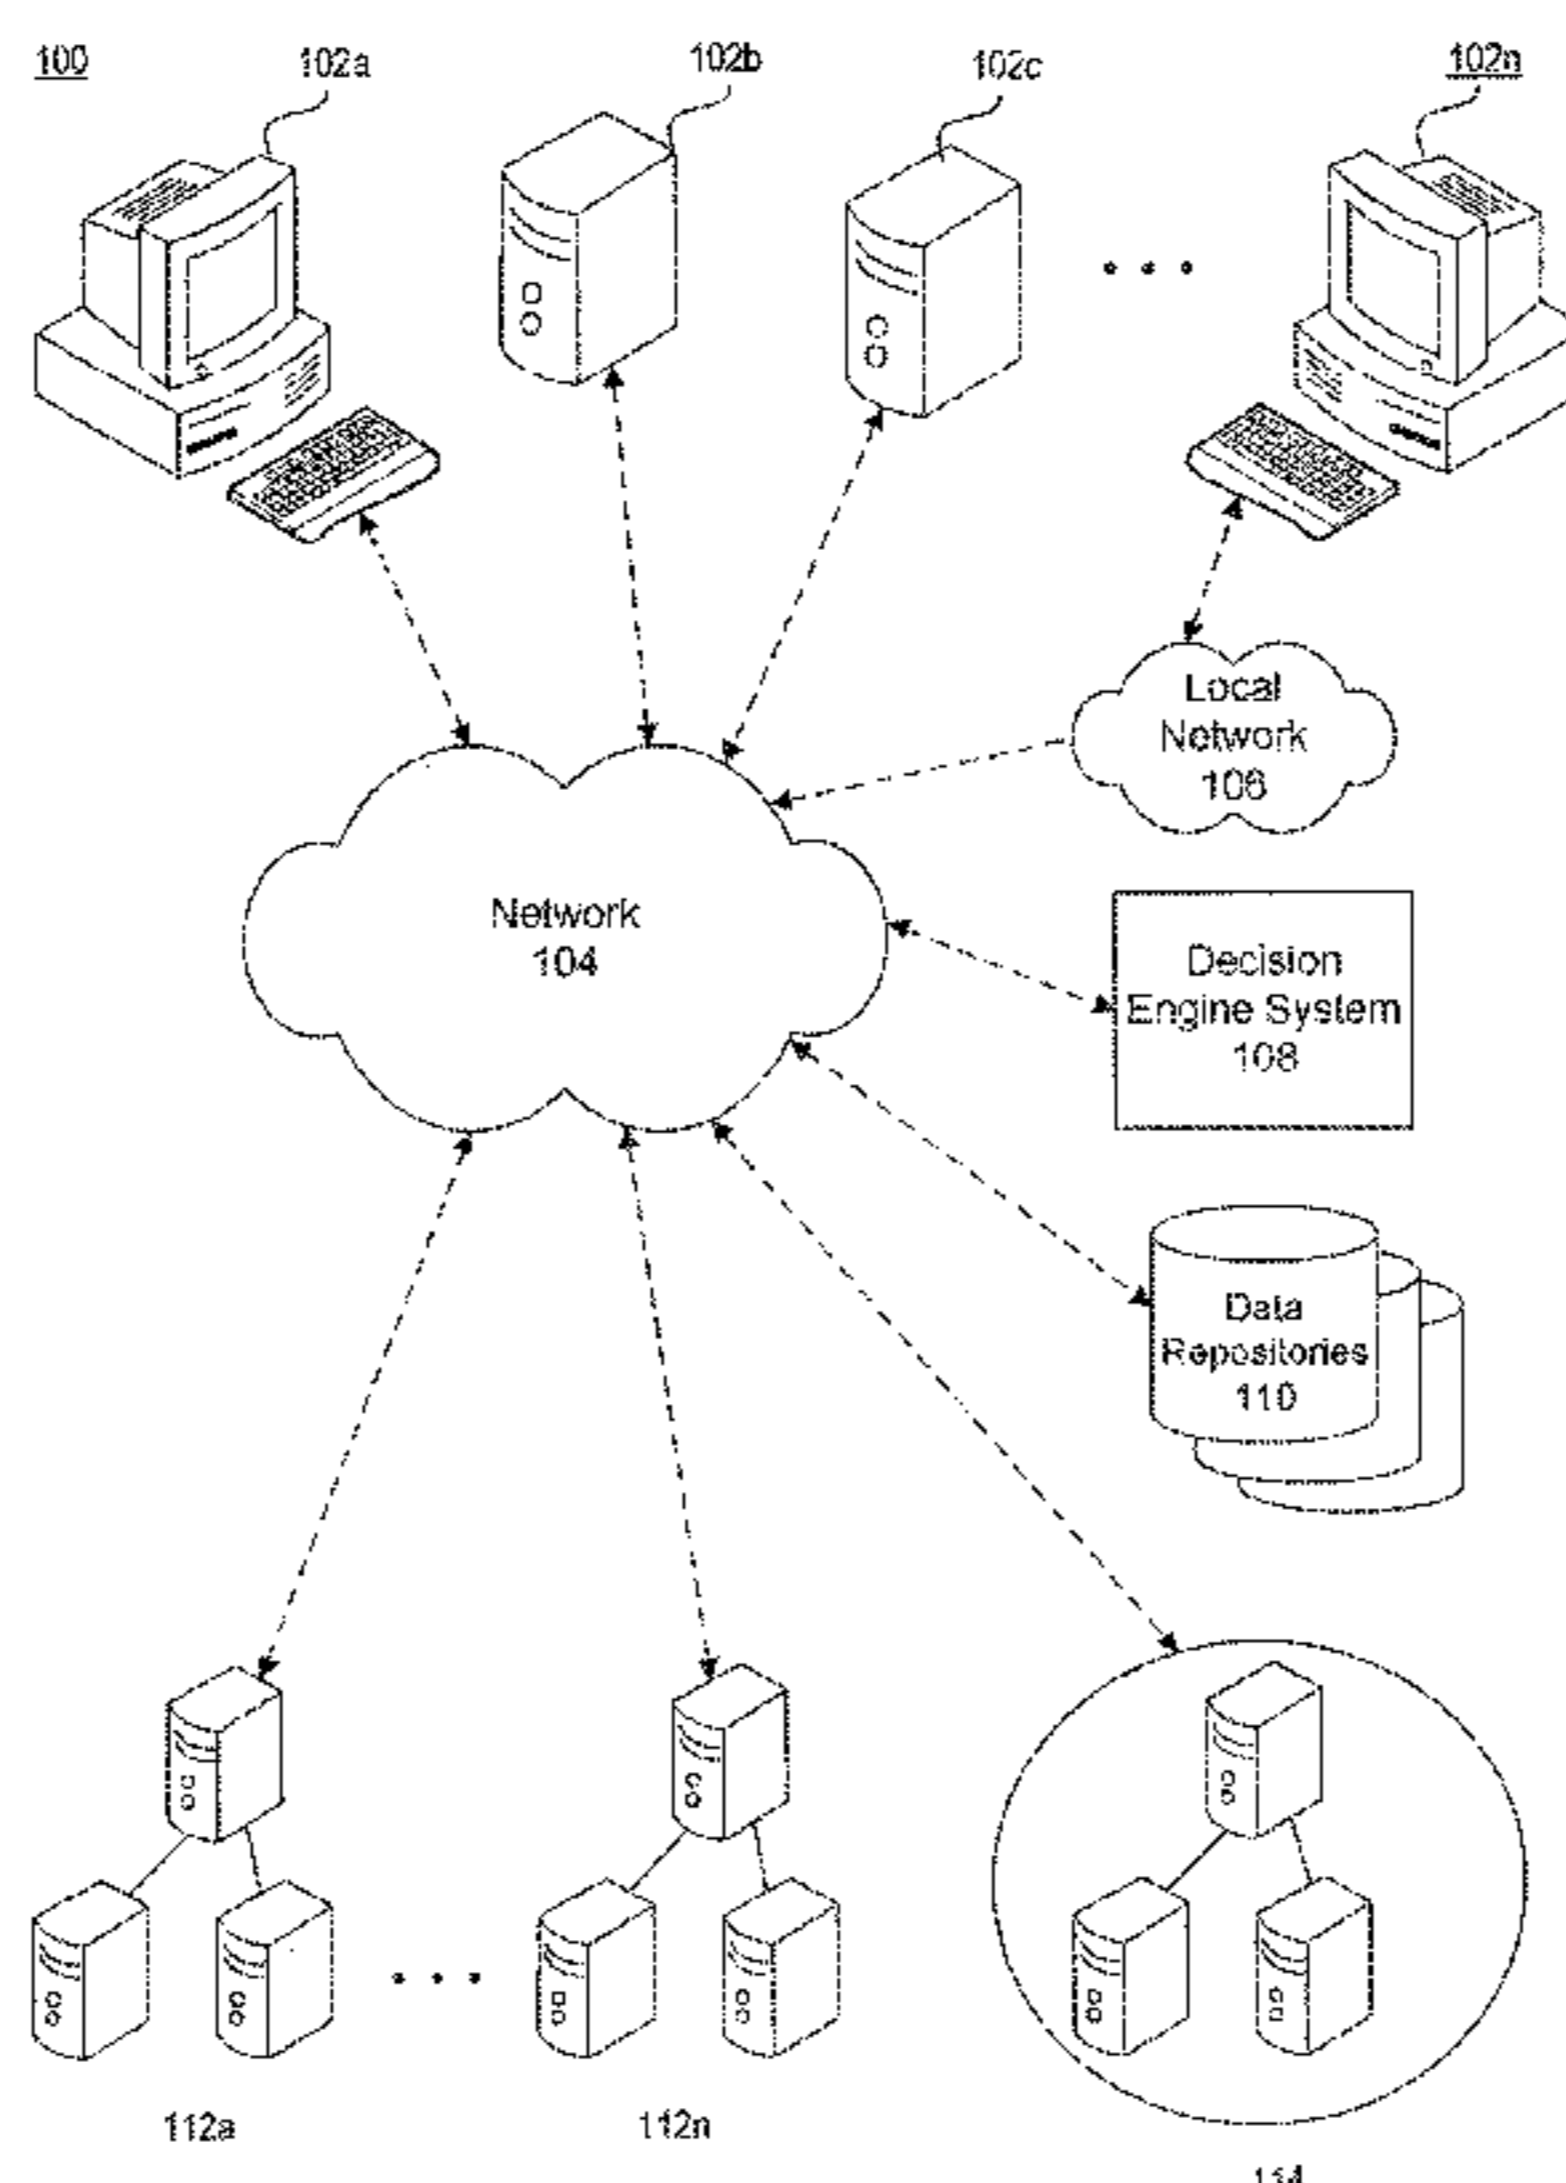 100
102a
102b
102c
102n
Local
Network
106
Network
104
Decision
Engine System
108
Data
Repositories
110
112a
112n
114